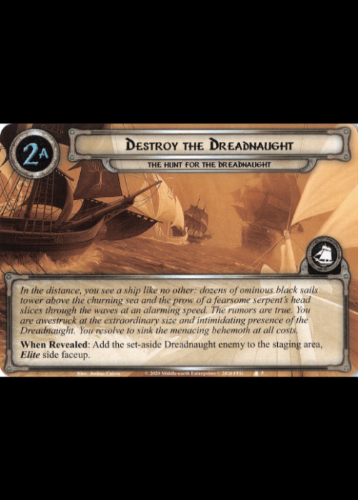 2A
DESTROY THE DREADNAUGHT
THE HUNT FOR THE DREADNAUGHT
In the distance, you see a ship like no other: dozens of ominous black sails
tower above the churning sea and the prow of a fearsome serpent's head
slices through the waves at an alarming speed. The rumors are true. You
are awestruck at the extraordinary size and intimidating presence of the
Dreadnaught. You resolve to sink the menacing behemoth at all costs.
When Revealed: Add the set-aside Dreadnaught enemy to the staging area,
Elite side faceup.